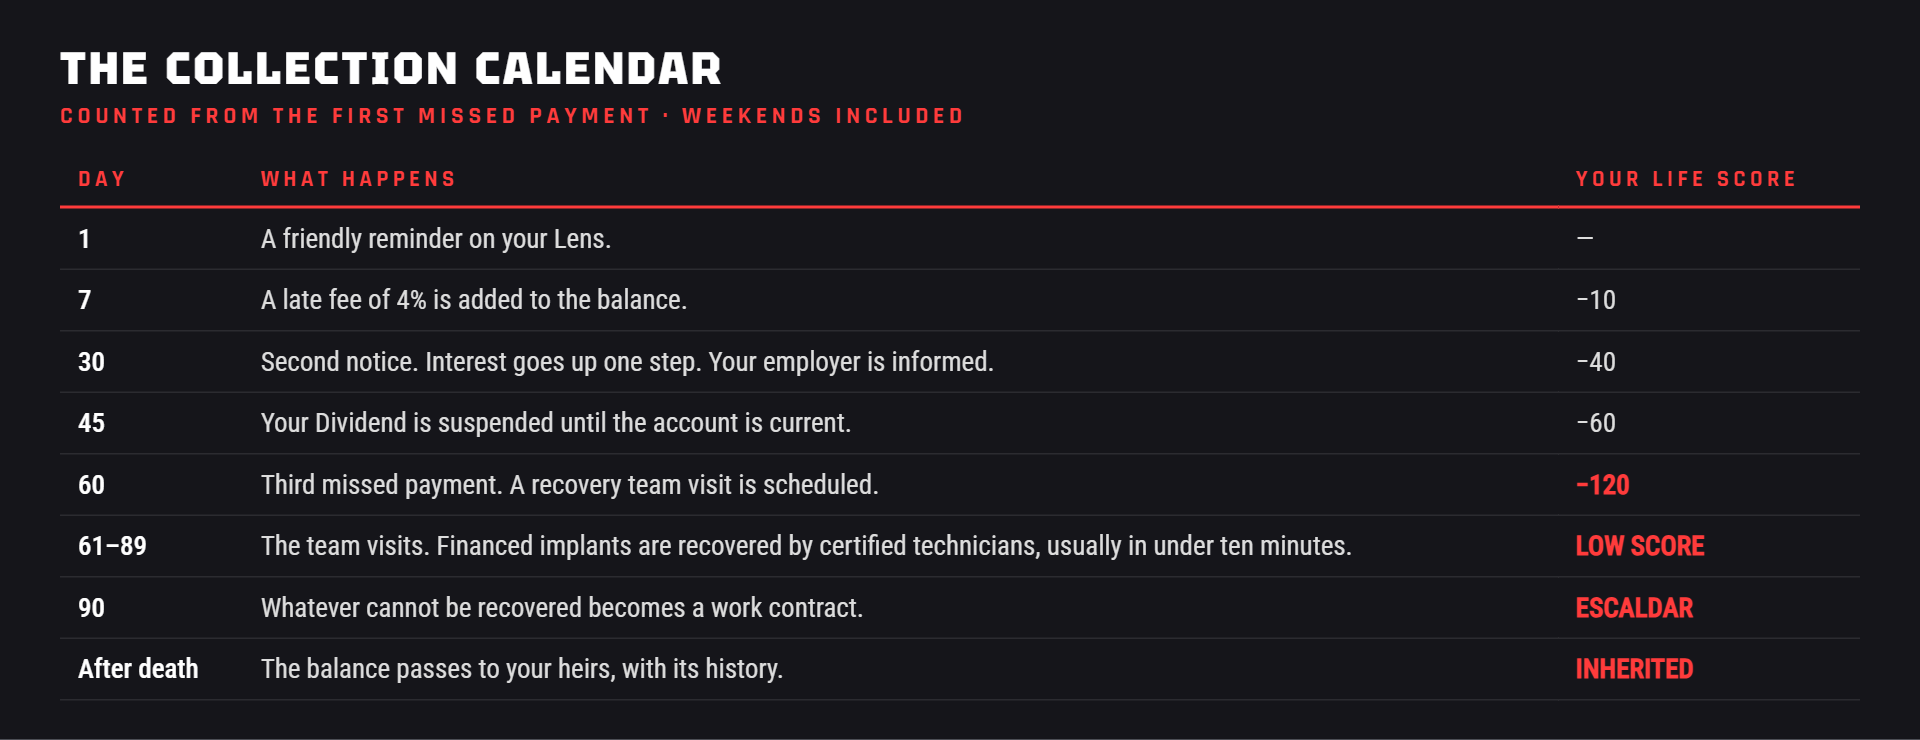 THE COLLECTION CALENDAR
COUNTED FROM THE FIRST MISSED PAYMENT · WEEKENDS INCLUDED
DAY WHAT HAPPENS YOUR LIFE SCORE
1 A friendly reminder on your Lens. —
7 A late fee of 4% is added to the balance. −10
30 Second notice. Interest goes up one step. Your employer is informed. −40
45 Your Dividend is suspended until the account is current. −60
60 Third missed payment. A recovery team visit is scheduled. −120
61–89 The team visits. Financed implants are recovered by certified technicians, usually in under ten minutes. LOW SCORE
90 Whatever cannot be recovered becomes a work contract. ESCALDAR
After death The balance passes to your heirs, with its history. INHERITED